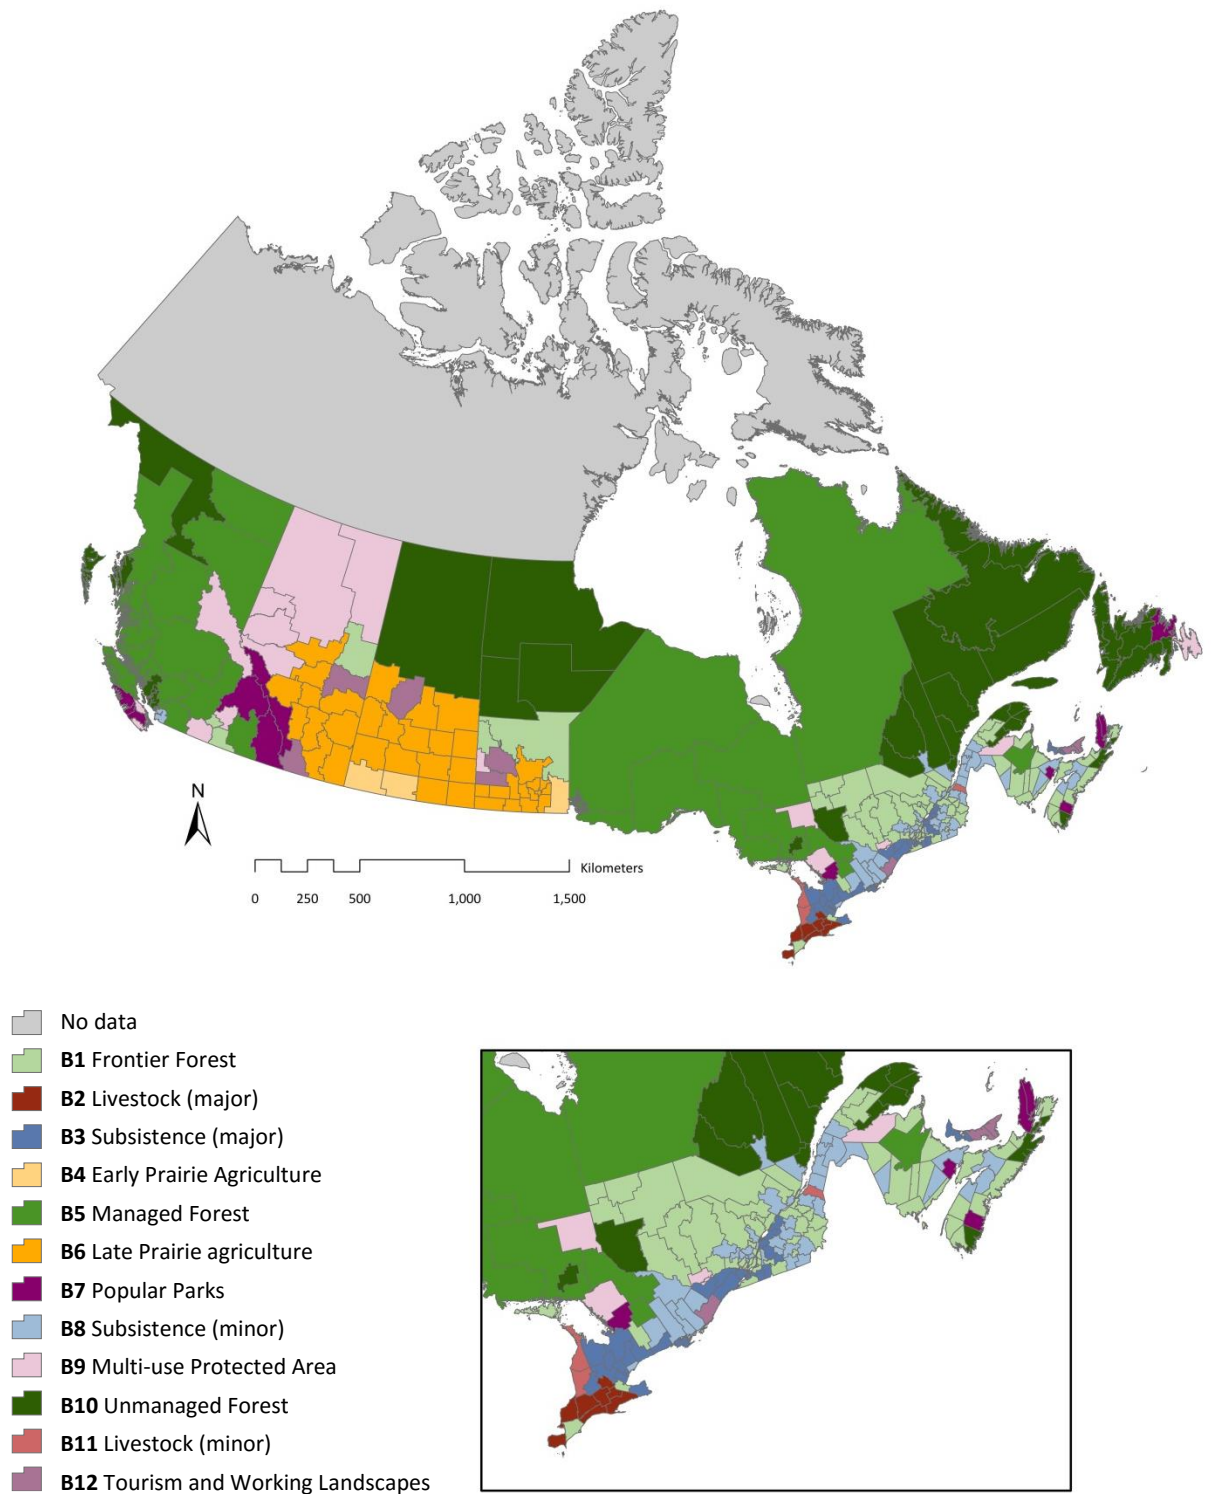 N
Kilometers
0 250 500 1,000 1,500
No data
B1 Frontier Forest
B2 Livestock (major)
B3 Subsistence (major)
B4 Early Prairie Agriculture
B5 Managed Forest
B6 Late Prairie agriculture
B7 Popular Parks
B8 Subsistence (minor)
B9 Multi-use Protected Area
B10 Unmanaged Forest
B11 Livestock (minor)
B12 Tourism and Working Landscapes